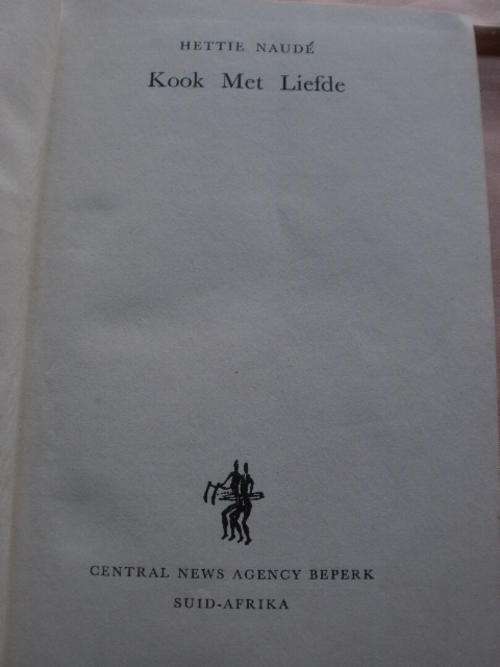 HETTIE NAUDÉ
Kook Met Liefde
CENTRAL NEWS AGENCY BEPERK
SUID-AFRIKA